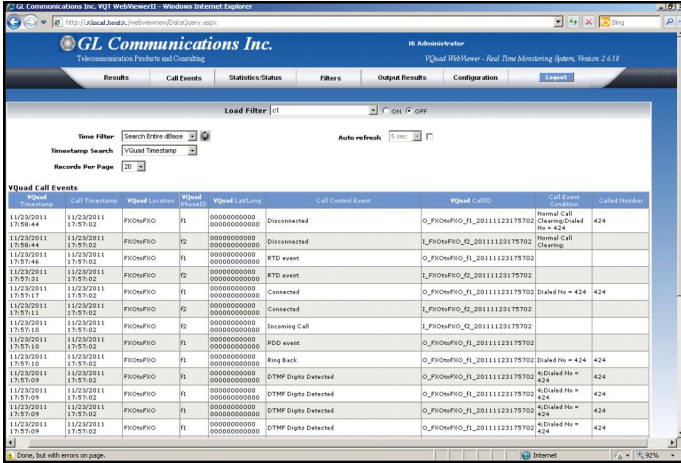 GL Communications Inc. VQT WebViewerII - Windows Internet Explorer
http://<local host>/webviewnew/DataQuery.aspx
Bing
GL Communications Inc.
Telecommunication Products and Consulting
Hi Administrator
VQuad WebViewer - Real Time Monitoring System, Version 2.6.18
Results Call Events Statistics/Status Filters Output Results Configuration Logout
Load Filter c1 ON OFF
Time Filter Search Entire dBase Auto refresh 5 sec
Timestamp Search VQuad Timestamp
Records Per Page 20
VQuad Call Events
VQuad Timestamp Call Timestamp VQuad Location VQuad PhoneID VQuad Lat/Long Call Control Event VQuad CallID Call Event Condition Called Number
11/23/2011 17:58:44 11/23/2011 17:57:02 FXOtoFXO f1 00000000000 000000000000 Disconnected O_FXOtoFXO_f1_20111123175702 Normal Call Clearing;Dialed No = 424 424
11/23/2011 17:58:44 11/23/2011 17:57:02 FXOtoFXO f2 00000000000 000000000000 Disconnected I_FXOtoFXO_f2_20111123175702 Normal Call Clearing;
11/23/2011 17:57:46 11/23/2011 17:57:02 FXOtoFXO f1 00000000000 000000000000 RTD event O_FXOtoFXO_f1_20111123175702
11/23/2011 17:57:31 11/23/2011 17:57:02 FXOtoFXO f2 00000000000 000000000000 RTD event I_FXOtoFXO_f2_20111123175702
11/23/2011 17:57:17 11/23/2011 17:57:02 FXOtoFXO f1 00000000000 000000000000 Connected O_FXOtoFXO_f1_20111123175702 Dialed No = 424 424
11/23/2011 17:57:11 11/23/2011 17:57:02 FXOtoFXO f2 00000000000 000000000000 Connected I_FXOtoFXO_f2_20111123175702
11/23/2011 17:57:10 11/23/2011 17:57:02 FXOtoFXO f2 00000000000 000000000000 Incoming Call I_FXOtoFXO_f2_20111123175702
11/23/2011 17:57:10 11/23/2011 17:57:02 FXOtoFXO f1 00000000000 000000000000 PDD event O_FXOtoFXO_f1_20111123175702
11/23/2011 17:57:10 11/23/2011 17:57:02 FXOtoFXO f1 00000000000 000000000000 Ring Back O_FXOtoFXO_f1_20111123175702 Dialed No = 424 424
11/23/2011 17:57:09 11/23/2011 17:57:02 FXOtoFXO f1 00000000000 000000000000 DTMF Digits Detected O_FXOtoFXO_f1_20111123175702 4;Dialed No = 424 424
11/23/2011 17:57:09 11/23/2011 17:57:02 FXOtoFXO f1 00000000000 000000000000 DTMF Digits Detected O_FXOtoFXO_f1_20111123175702 4;Dialed No = 424 424
11/23/2011 17:57:09 11/23/2011 17:57:02 FXOtoFXO f1 00000000000 000000000000 DTMF Digits Detected O_FXOtoFXO_f1_20111123175702 4;Dialed No = 424 424
11/23/2011 17:57:09 11/23/2011 17:57:02 FXOtoFXO f1 00000000000 000000000000 DTMF Digits Detected O_FXOtoFXO_f1_20111123175702 4;Dialed No = 424 424
Done, but with errors on page. Internet 92%